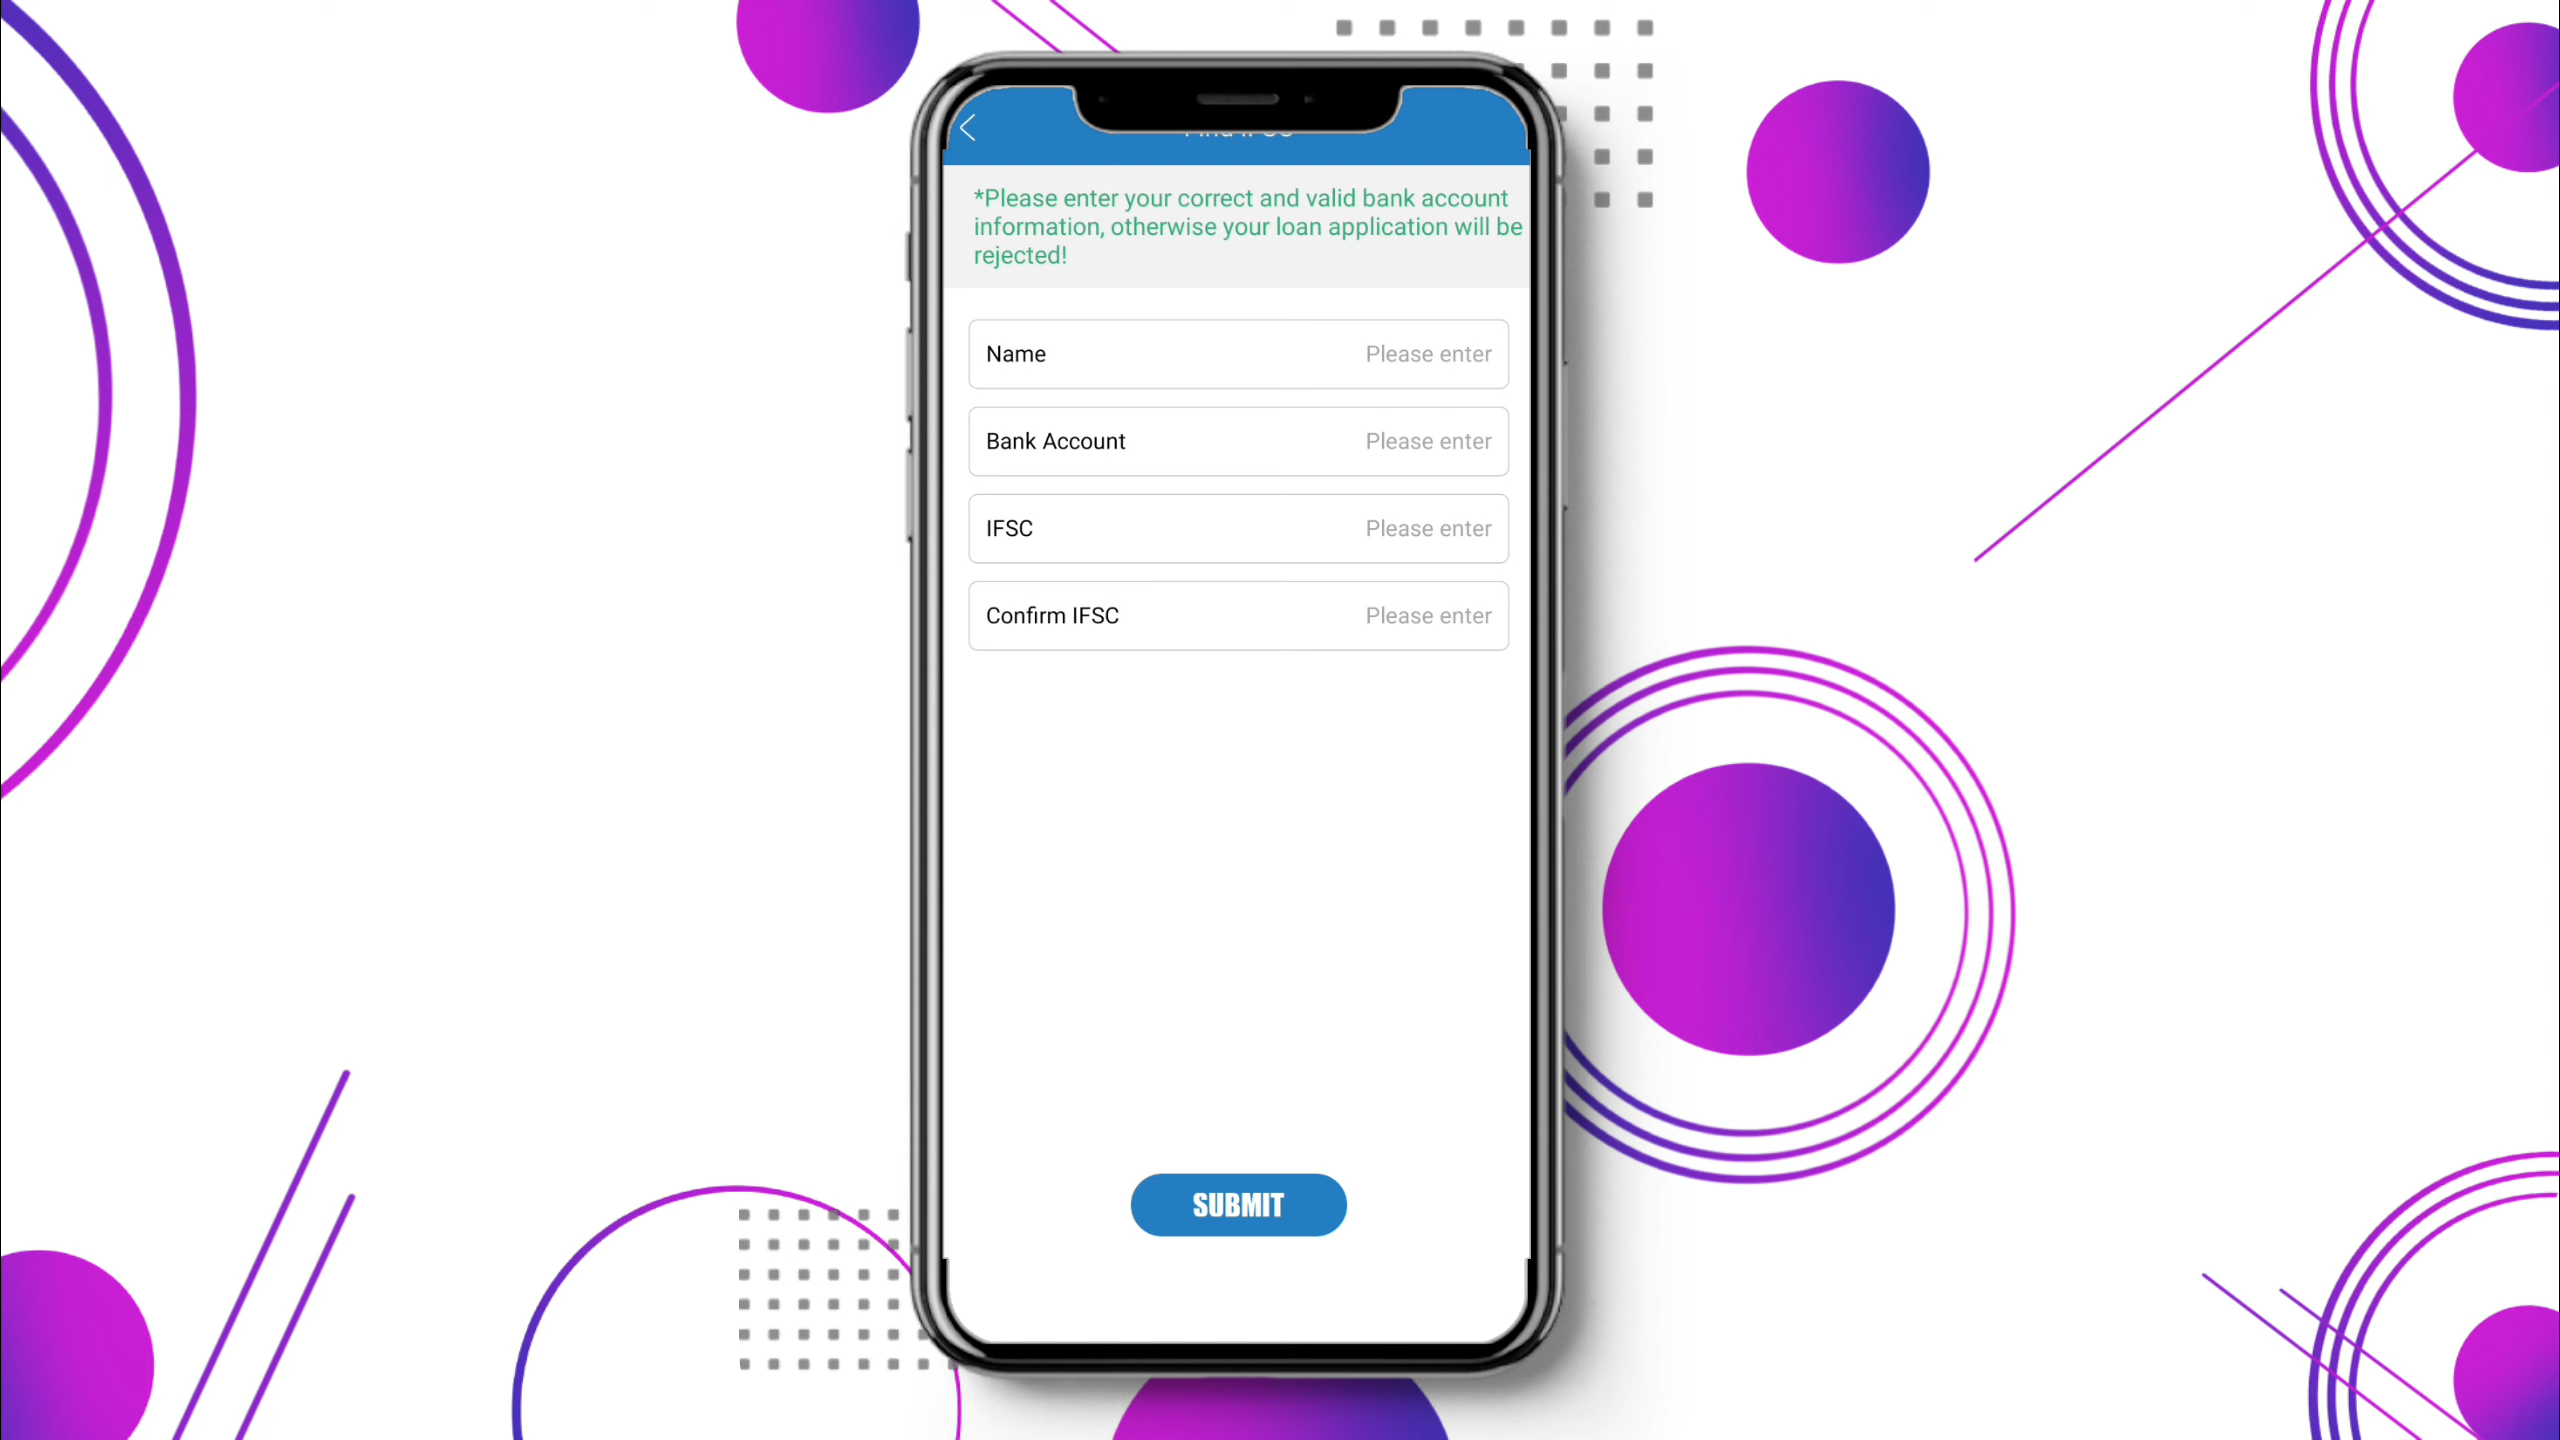 *Please enter your correct and valid bank account
information, otherwise your loan application will be
rejected!
Name Please enter
Bank Account Please enter
IFSC Please enter
Confirm IFSC Please enter
SUBMIT